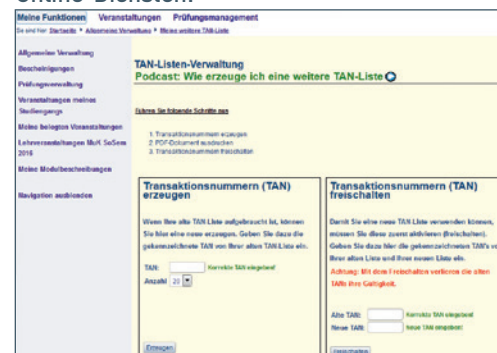 Online-Diensten.
Meine Funktionen Veranstaltungen Prüfungsmanagement
Sie sind hier: Startseite Allgemeine Verwaltung Meine weitere TAN-Liste
Allgemeine Verwaltung
Bescheinigungen
Prüfungsverwaltung
Veranstaltungen meines
Studiengangs
Meine belegten Veranstaltungen
Lehrveranstaltungen MuK SoSem
2015
Meine Modulbeschreibungen
Navigation ausblenden
TAN-Listen-Verwaltung
Podcast: Wie erzeuge ich eine weitere TAN-Liste
Führen Sie folgende Schritte aus
1. Transaktionsnummern erzeugen
2. PDF-Dokument ausdrucken
3. Transaktionsnummern freischalten
Transaktionsnummern (TAN)
erzeugen
Wenn Ihre alte TAN Liste aufgebraucht ist, können
Sie hier eine neue erzeugen. Geben Sie dazu die
gekennzeichnete TAN von Ihrer alten TAN-Liste ein.
TAN: Korrekte TAN eingeben!
Anzahl 20
Erzeugen
Transaktionsnummern (TAN)
freischalten
Damit Sie eine neue TAN Liste verwenden können,
müssen Sie diese zuerst aktivieren (freischalten).
Geben Sie dazu hier die gekennzeichneten TAN's vo
Ihrer alten Liste und Ihrer neuen Liste ein.
Achtung: Mit dem Freischalten verlieren die alten
TANs ihre Gültigkeit.
Alte TAN: Korrekte TAN eingeben!
Neue TAN: Neue TAN eingeben!
Freischalten